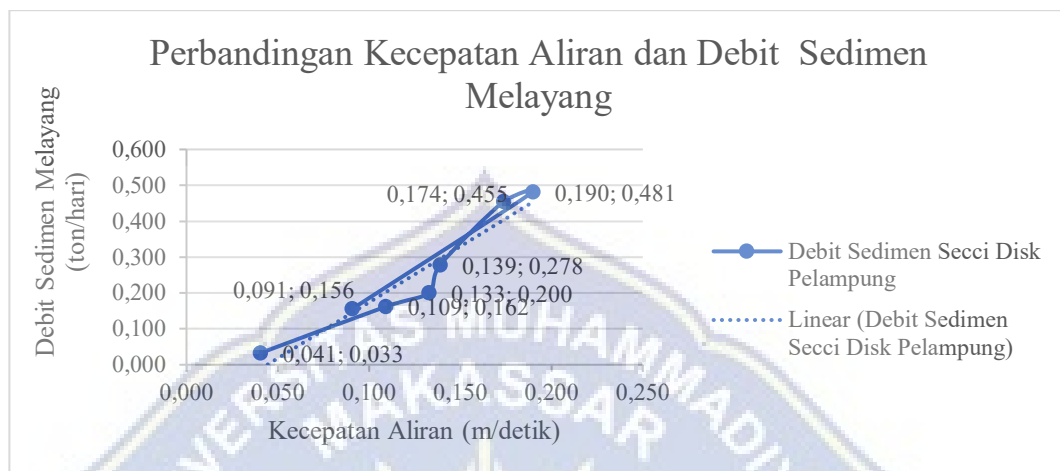 Perbandingan Kecepatan Aliran dan Debit  Sedimen
Melayang
Debit Sedimen Melayang
(ton/hari)
0,600
0,500
0,400
0,300
0,200
0,100
0,000
0,174; 0,455
0,190; 0,481
0,139; 0,278
0,091; 0,156
0,133; 0,200
0,109; 0,162
0,041; 0,033
0,000
0,050
0,100
0,150
0,200
0,250
Kecepatan Aliran (m/detik)
Debit Sedimen Secci Disk
Pelampung
Linear (Debit Sedimen
Secci Disk Pelampung)
VERSITAS MUHAMMADIY
MAKASSAR